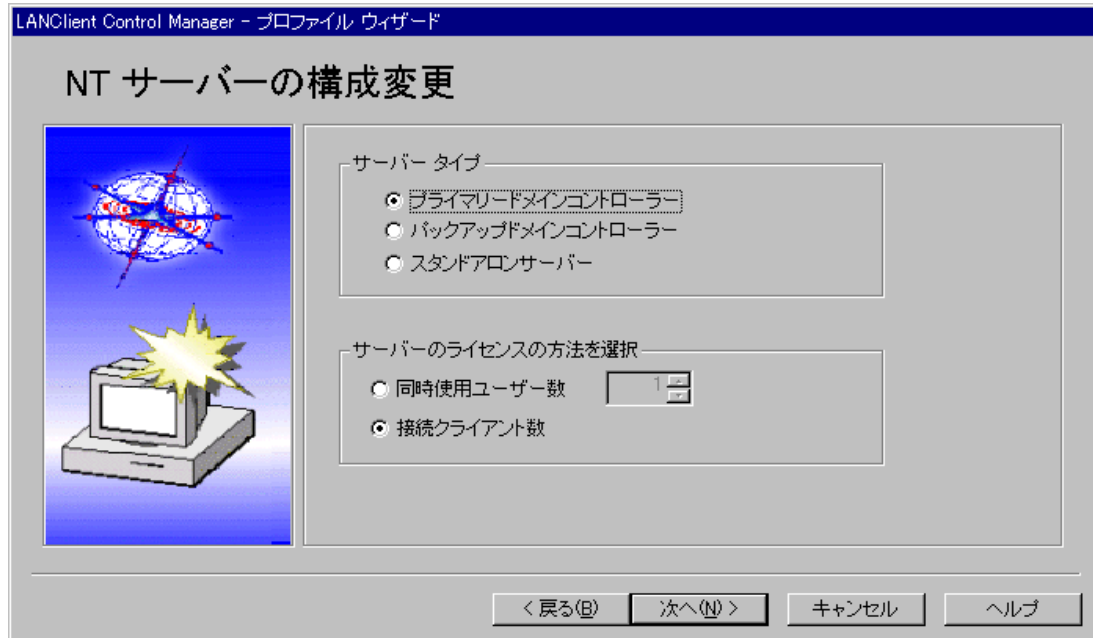 LANClient Control Manager - プロファイル ウィザード
NT サーバーの構成変更
サーバー タイプ
プライマリードメインコントローラー
バックアップドメインコントローラー
スタンドアロンサーバー
サーバーのライセンスの方法を選択
同時使用ユーザー数 1
接続クライアント数
< 戻る(B) 次へ(N) > キャンセル ヘルプ